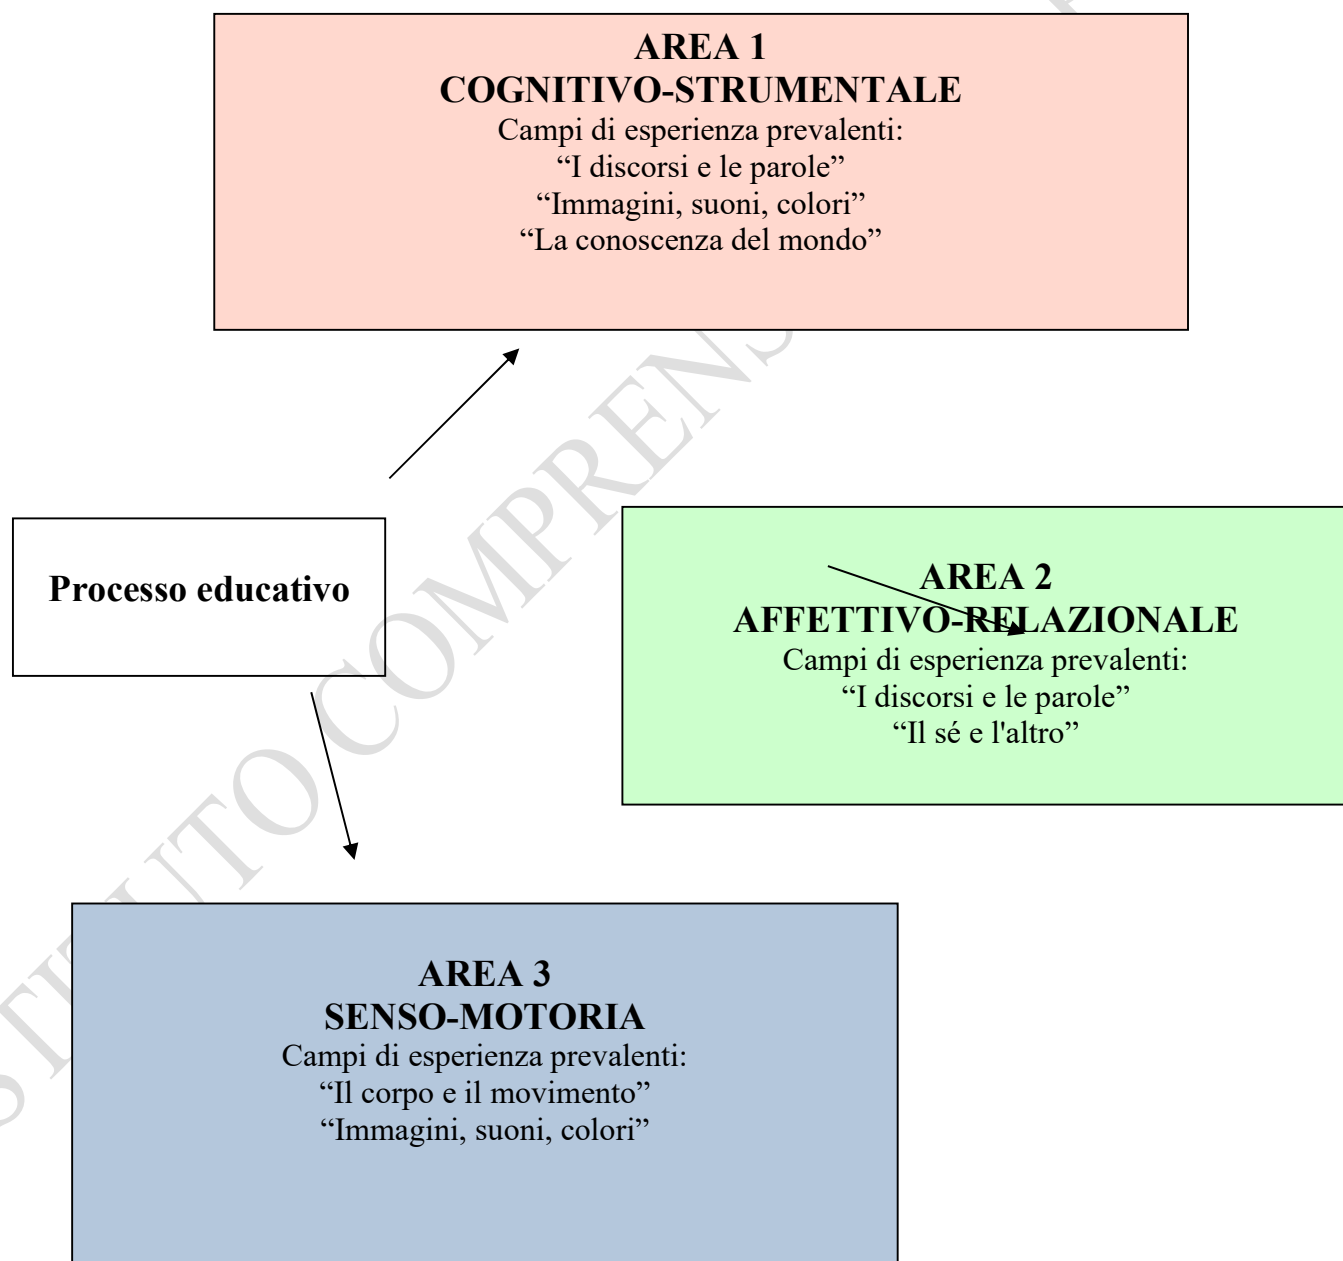 AREA 1
COGNITIVO-STRUMENTALE
Campi di esperienza prevalenti:
“I discorsi e le parole”
“Immagini, suoni, colori”
“La conoscenza del mondo”
Processo educativo
AREA 2
AFFETTIVO-RELAZIONALE
Campi di esperienza prevalenti:
“I discorsi e le parole”
“Il sé e l'altro”
AREA 3
SENSO-MOTORIA
Campi di esperienza prevalenti:
“Il corpo e il movimento”
“Immagini, suoni, colori”